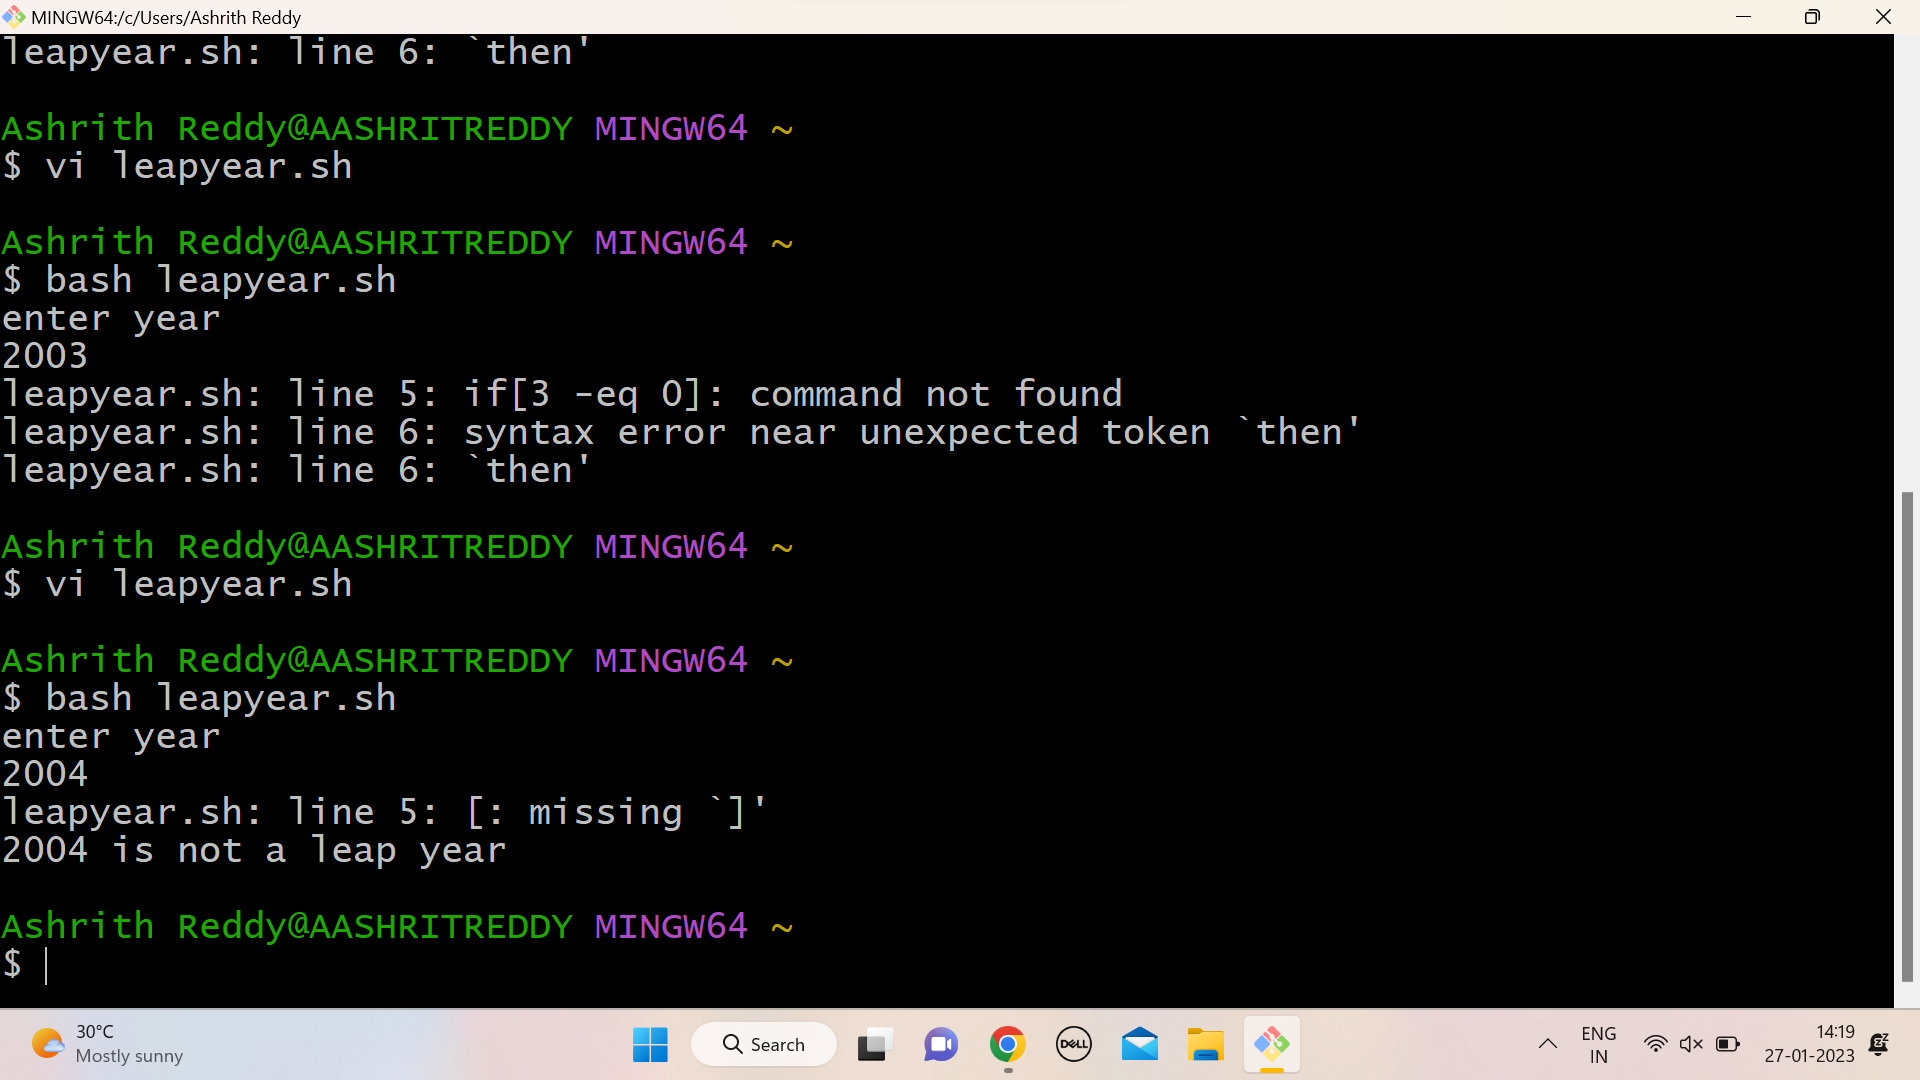 MINGW64:/c/Users/Ashrith Reddy
leapyear.sh: line 6: `then'
Ashrith Reddy@AASHRITREDDY MINGW64 ~
$ vi leapyear.sh
Ashrith Reddy@AASHRITREDDY MINGW64 ~
$ bash leapyear.sh
enter year
2003
leapyear.sh: line 5: if[3 -eq 0]: command not found
leapyear.sh: line 6: syntax error near unexpected token `then'
leapyear.sh: line 6: `then'
Ashrith Reddy@AASHRITREDDY MINGW64 ~
$ vi leapyear.sh
Ashrith Reddy@AASHRITREDDY MINGW64 ~
$ bash leapyear.sh
enter year
2004
leapyear.sh: line 5: [: missing `]'
2004 is not a leap year
Ashrith Reddy@AASHRITREDDY MINGW64 ~
$
30°C
Mostly sunny
Search
DELL
ENG
IN
14:19
27-01-2023